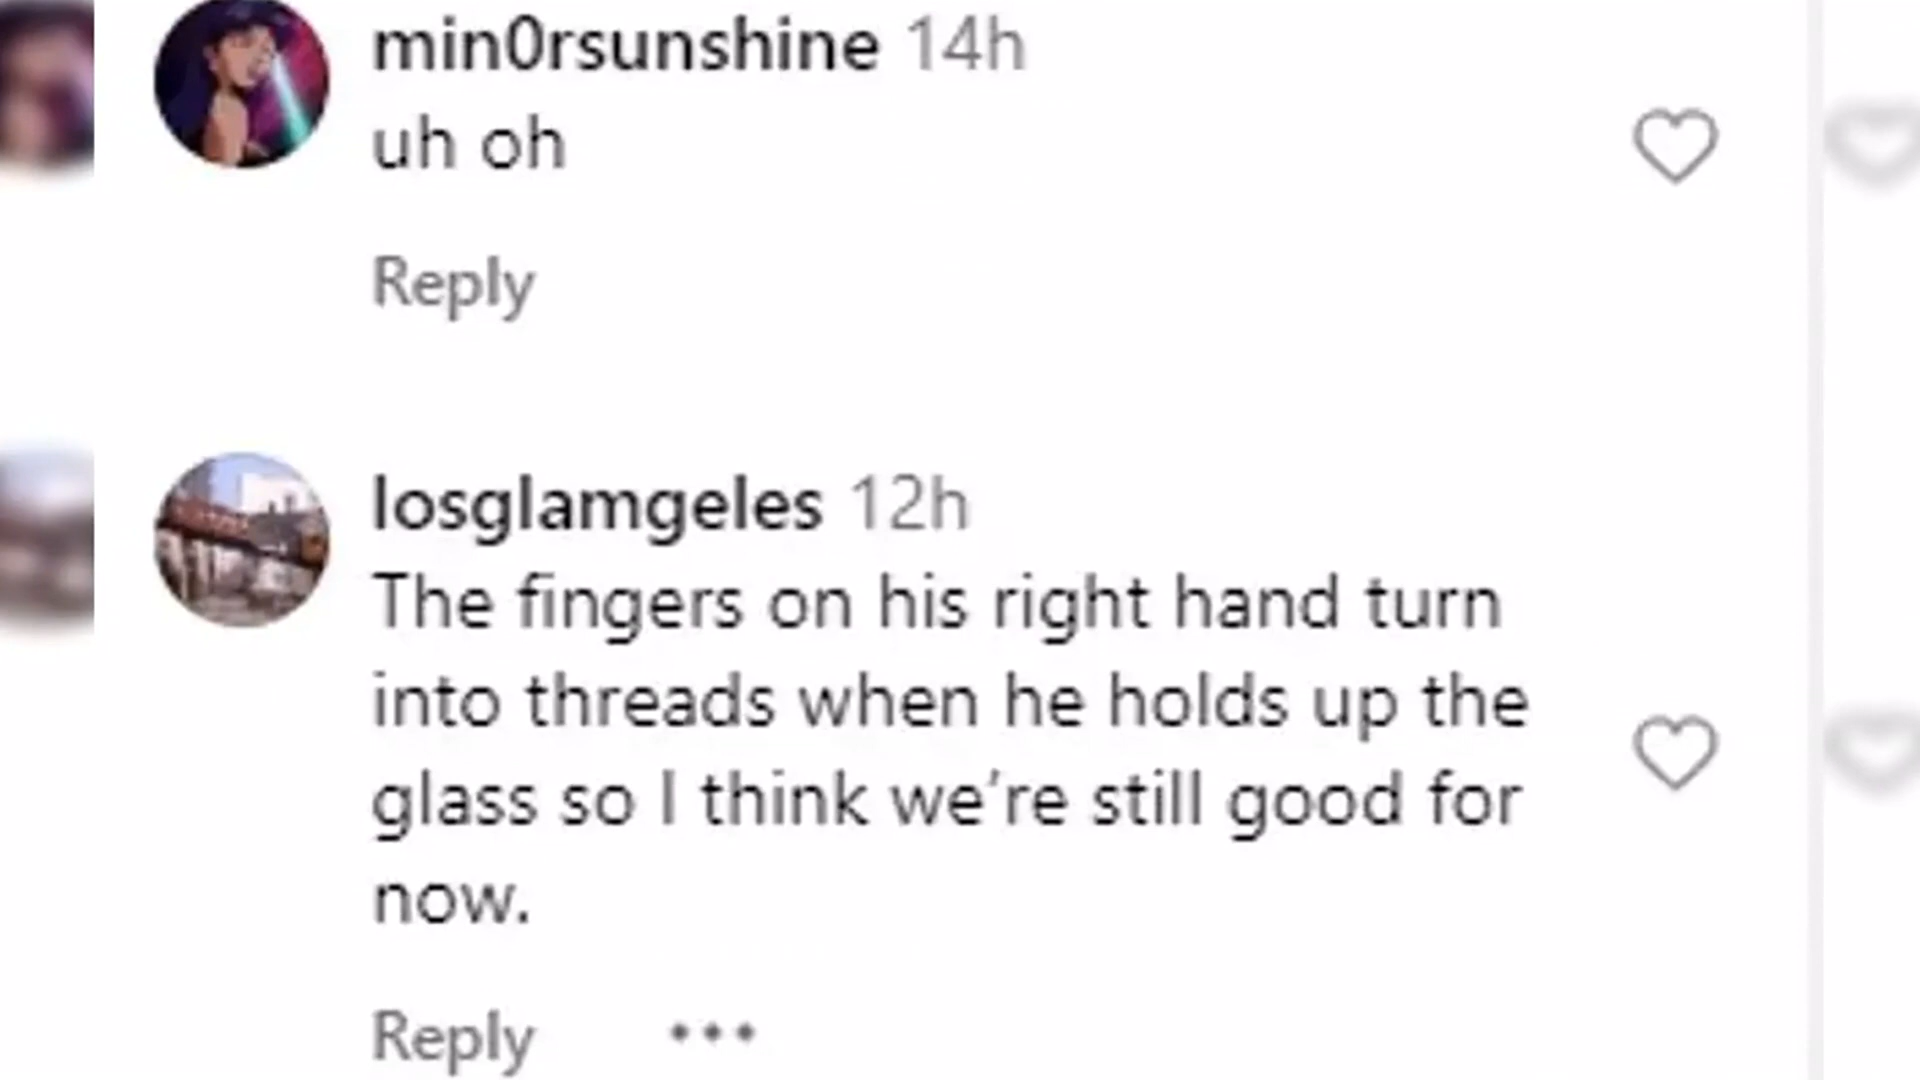 min0rsunshine 14h
uh oh
Reply
losglamgeles 12h
The fingers on his right hand turn
into threads when he holds up the
glass so I think we’re still good for
now.
Reply •••